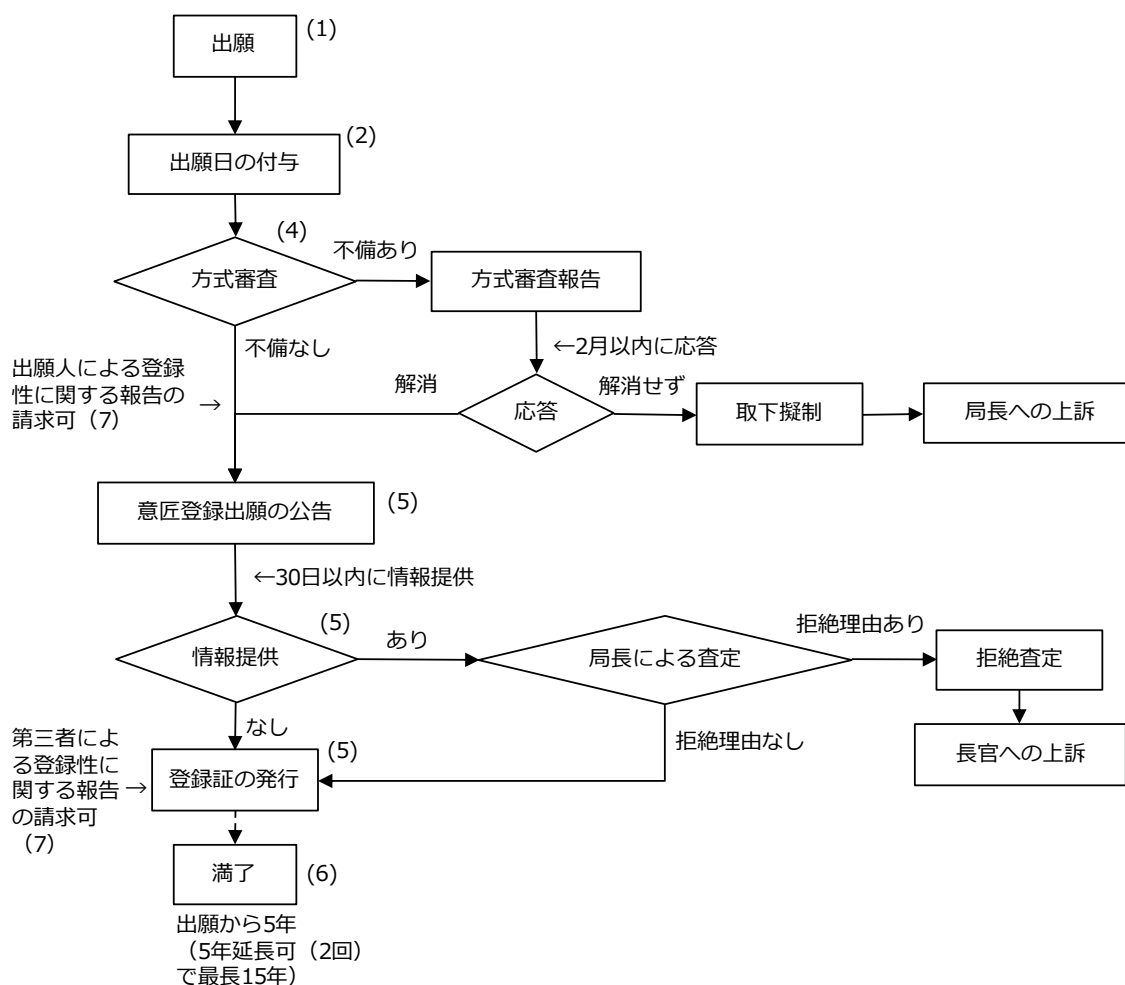 出願
(1)
出願日の付与
(2)
方式審査
(4)
不備あり
方式審査報告
不備なし
←2月以内に応答
出願人による登録
性に関する報告の
請求可（7）
→
解消
応答
解消せず
取下擬制
局長への上訴
意匠登録出願の公告
(5)
←30日以内に情報提供
情報提供
(5)
あり
局長による査定
拒絶理由あり
拒絶査定
長官への上訴
なし
拒絶理由なし
第三者によ
る登録性に
関する報告
の請求可
（7）
→
登録証の発行
(5)
満了
(6)
出願から5年
（5年延長可（2回）
で最長15年）